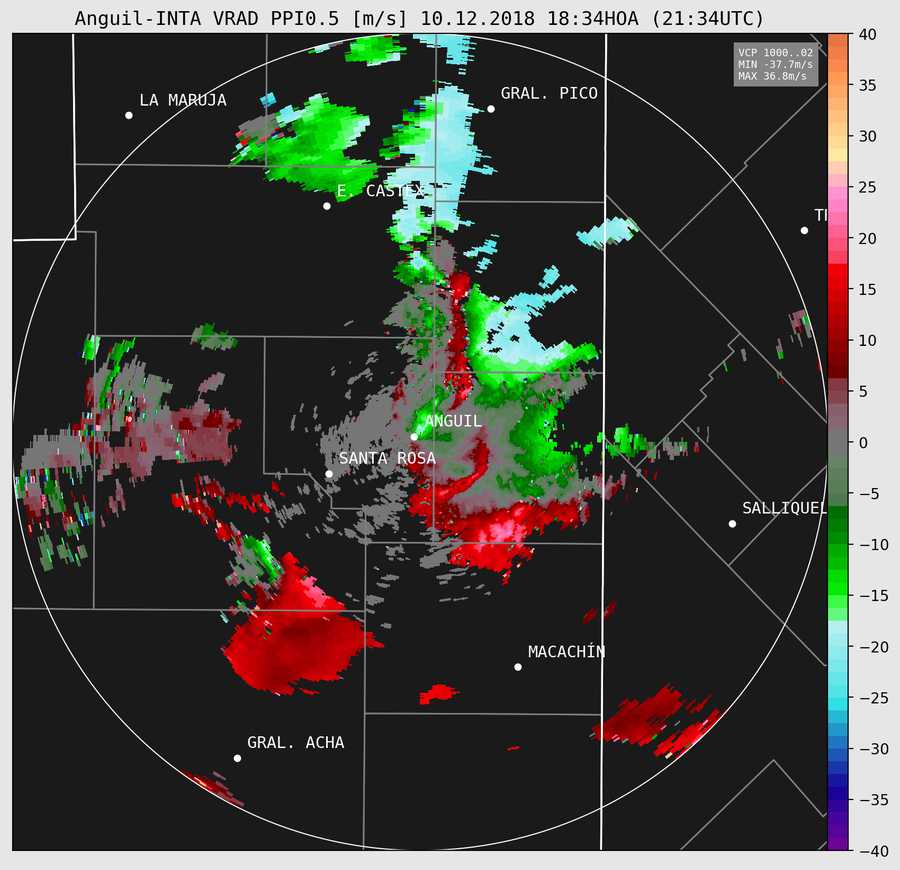 Anguil-INTA VRAD PPI0.5 [m/s] 10.12.2018 18:34HOA (21:34UTC)
VCP 1000..02
MIN -37.7m/s
MAX 36.8m/s
LA MARUJA
GRAL. PICO
E. CASTEX
ANGUIL
SANTA ROSA
SALLIQUEL
MACACHÍN
GRAL. ACHA
40
35
30
25
20
15
10
5
0
−5
−10
−15
−20
−25
−30
−35
−40